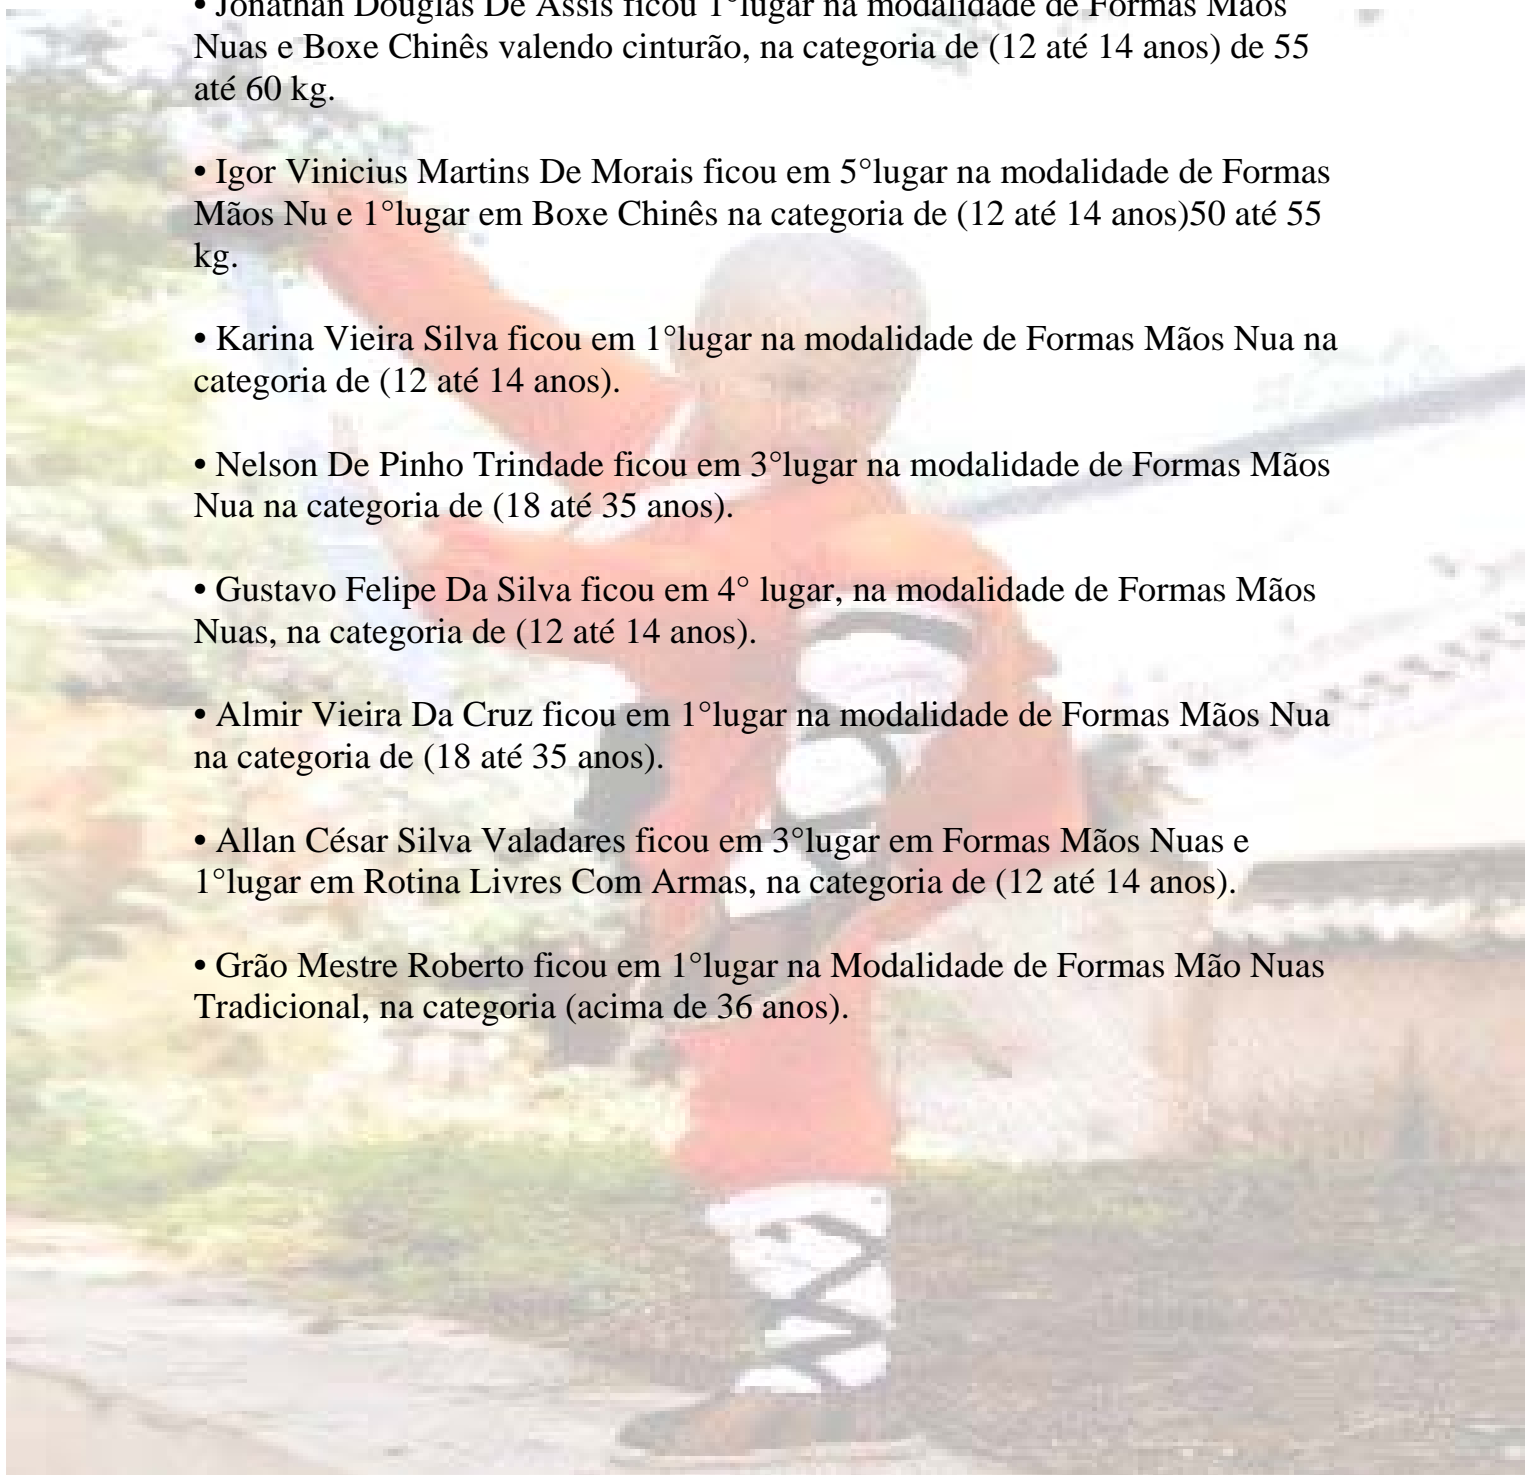 • Jonathan Douglas De Assis ficou 1°lugar na modalidade de Formas Mãos
Nuas e Boxe Chinês valendo cinturão, na categoria de (12 até 14 anos) de 55
até 60 kg.
• Igor Vinicius Martins De Morais ficou em 5°lugar na modalidade de Formas
Mãos Nu e 1°lugar em Boxe Chinês na categoria de (12 até 14 anos)50 até 55
kg.
• Karina Vieira Silva ficou em 1°lugar na modalidade de Formas Mãos Nua na
categoria de (12 até 14 anos).
• Nelson De Pinho Trindade ficou em 3°lugar na modalidade de Formas Mãos
Nua na categoria de (18 até 35 anos).
• Gustavo Felipe Da Silva ficou em 4° lugar, na modalidade de Formas Mãos
Nuas, na categoria de (12 até 14 anos).
• Almir Vieira Da Cruz ficou em 1°lugar na modalidade de Formas Mãos Nua
na categoria de (18 até 35 anos).
• Allan César Silva Valadares ficou em 3°lugar em Formas Mãos Nuas e
1°lugar em Rotina Livres Com Armas, na categoria de (12 até 14 anos).
• Grão Mestre Roberto ficou em 1°lugar na Modalidade de Formas Mão Nuas
Tradicional, na categoria (acima de 36 anos).